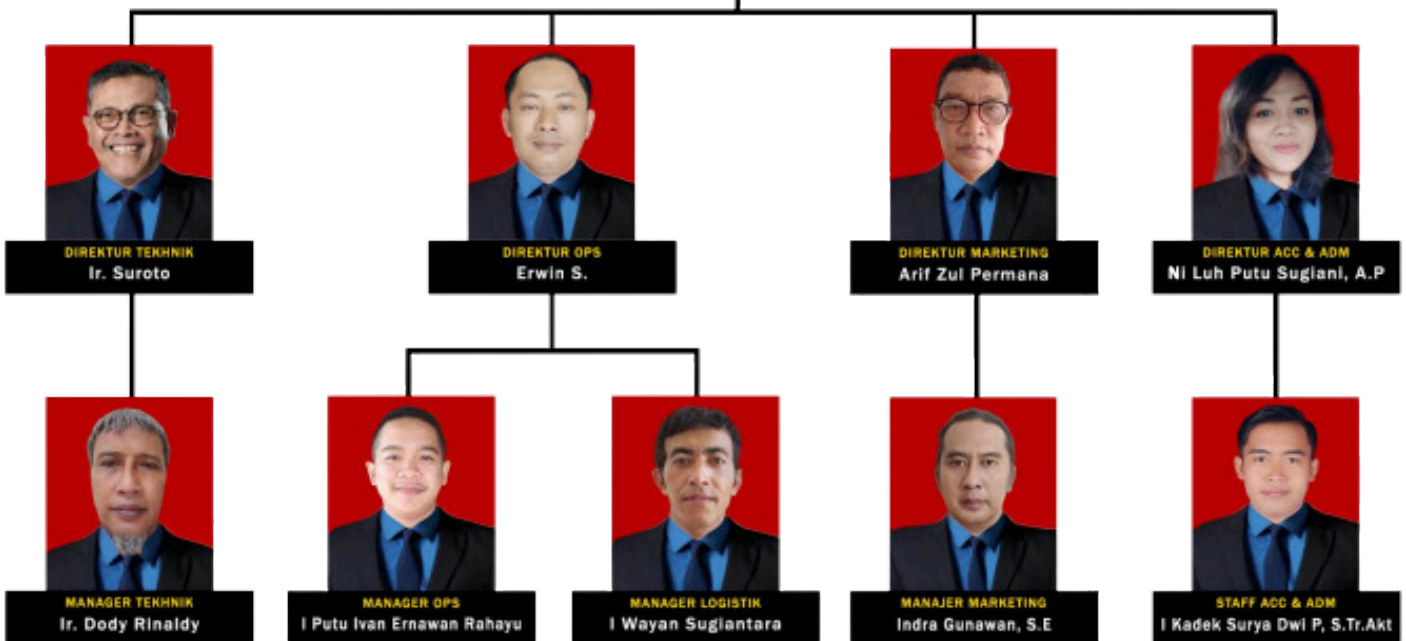 DIREKTUR TEKHNIK
Ir. Suroto
DIREKTUR OPS
Erwin S.
DIREKTUR MARKETING
Arif Zul Permana
DIREKTUR ACC & ADM
Ni Luh Putu Sugiani, A.P
MANAGER TEKHNIK
Ir. Dody Rinaldy
MANAGER OPS
I Putu Ivan Ernawan Rahayu
MANAGER LOGISTIK
I Wayan Sugiantara
MANAJER MARKETING
Indra Gunawan, S.E
STAFF ACC & ADM
I Kadek Surya Dwi P, S.Tr.Akt